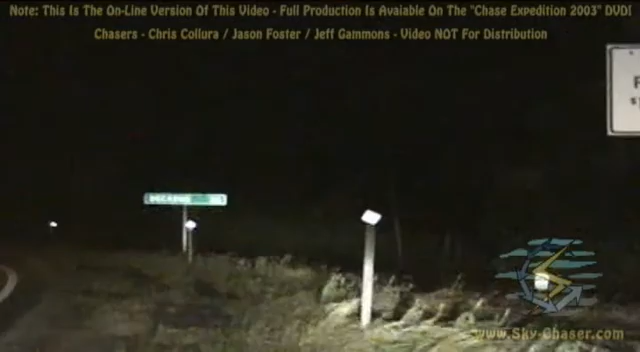 Note: This Is The On-Line Version Of This Video - Full Production Is Avaiable On The "Chase Expedition 2003" DVD!
Chasers - Chris Collura / Jason Foster / Jeff Gammons - Video NOT For Distribution
www.Sky-Chaser.com